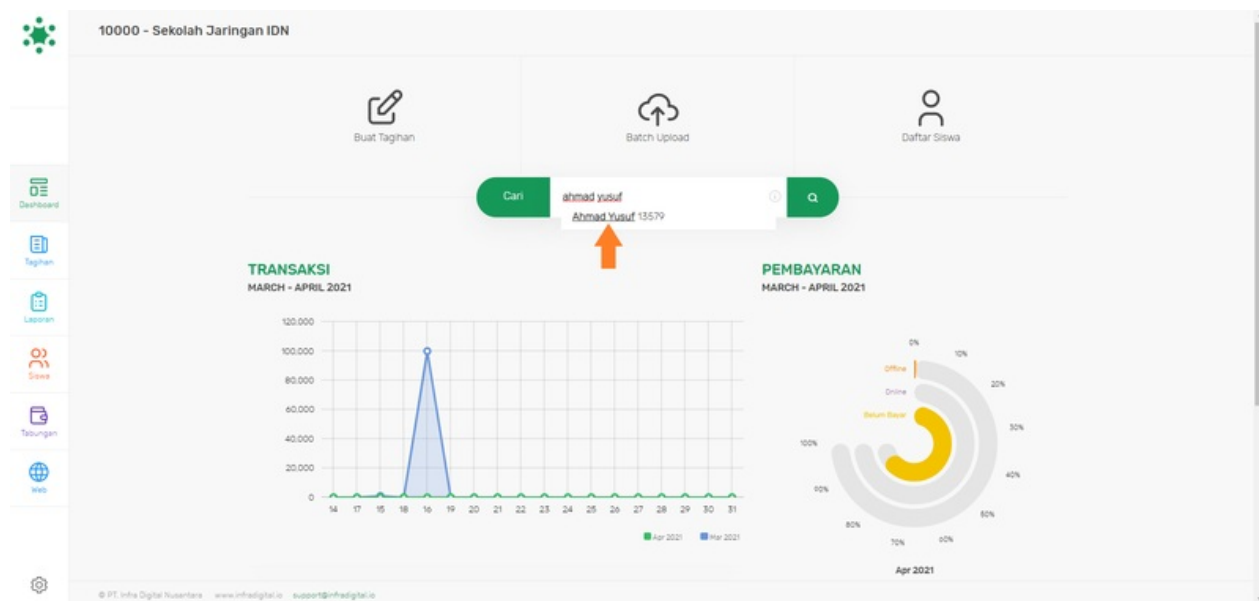 10000 - Sekolah Jaringan IDN
Buat Tagihan
Batch Upload
Daftar Siswa
Cari
ahmad yusuf
Ahmad Yusuf 13579
Dashboard
Tagihan
Laporan
Siswa
Tabungan
Web
TRANSAKSI
MARCH - APRIL 2021
120.000
100.000
80.000
60.000
40.000
20.000
0
14 17 15 18 16 19 20 21 22 23 24 25 26 27 28 29 30 31
Apr 2021 Mar 2021
PEMBAYARAN
MARCH - APRIL 2021
0%
10%
20%
30%
40%
50%
60%
70%
80%
90%
100%
Offline
Online
Belum Bayar
Apr 2021
© PT. Infra Digital Nusantara www.infradigital.io support@infradigital.io